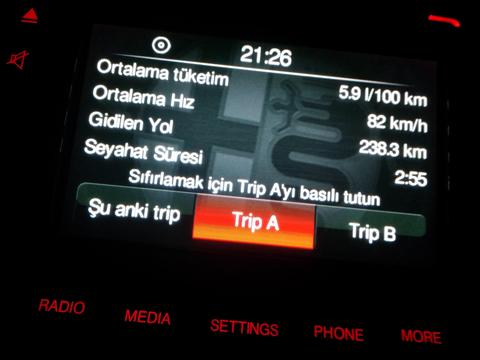 21:26
Ortalama tüketim 5.9 l/100 km
Ortalama Hız 82 km/h
Gidilen Yol 238.3 km
Seyahat Süresi 2:55
Sıfırlamak için Trip A'yı basılı tutun
Şu anki trip Trip A Trip B
RADIO MEDIA SETTINGS PHONE MORE